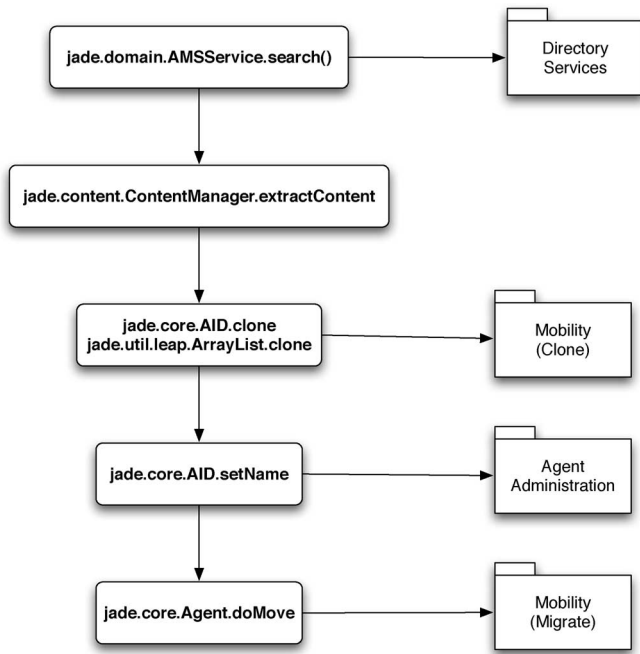 jade.domain.AMSService.search()
Directory
Services
jade.content.ContentManager.extractContent
jade.core.AID.clone
jade.util.leap.ArrayList.clone
Mobility
(Clone)
jade.core.AID.setName
Agent
Administration
jade.core.Agent.doMove
Mobility
(Migrate)